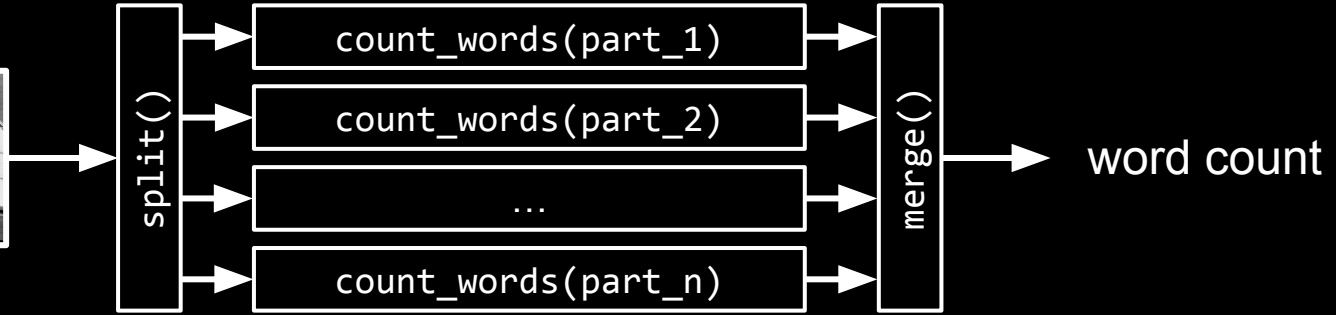 split()
count_words(part_1)
count_words(part_2)
...
count_words(part_n)
merge()
word count